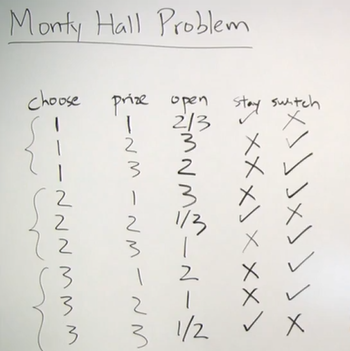 Monty Hall Problem
choose prize open stay switch
1 1 2/3 ✓ ✗
1 2 3 ✗ ✓
1 3 2 ✗ ✓
2 1 3 ✗ ✓
2 2 1/3 ✓ ✗
2 3 1 ✗ ✓
3 1 2 ✗ ✓
3 2 1 ✗ ✓
3 3 1/2 ✓ ✗